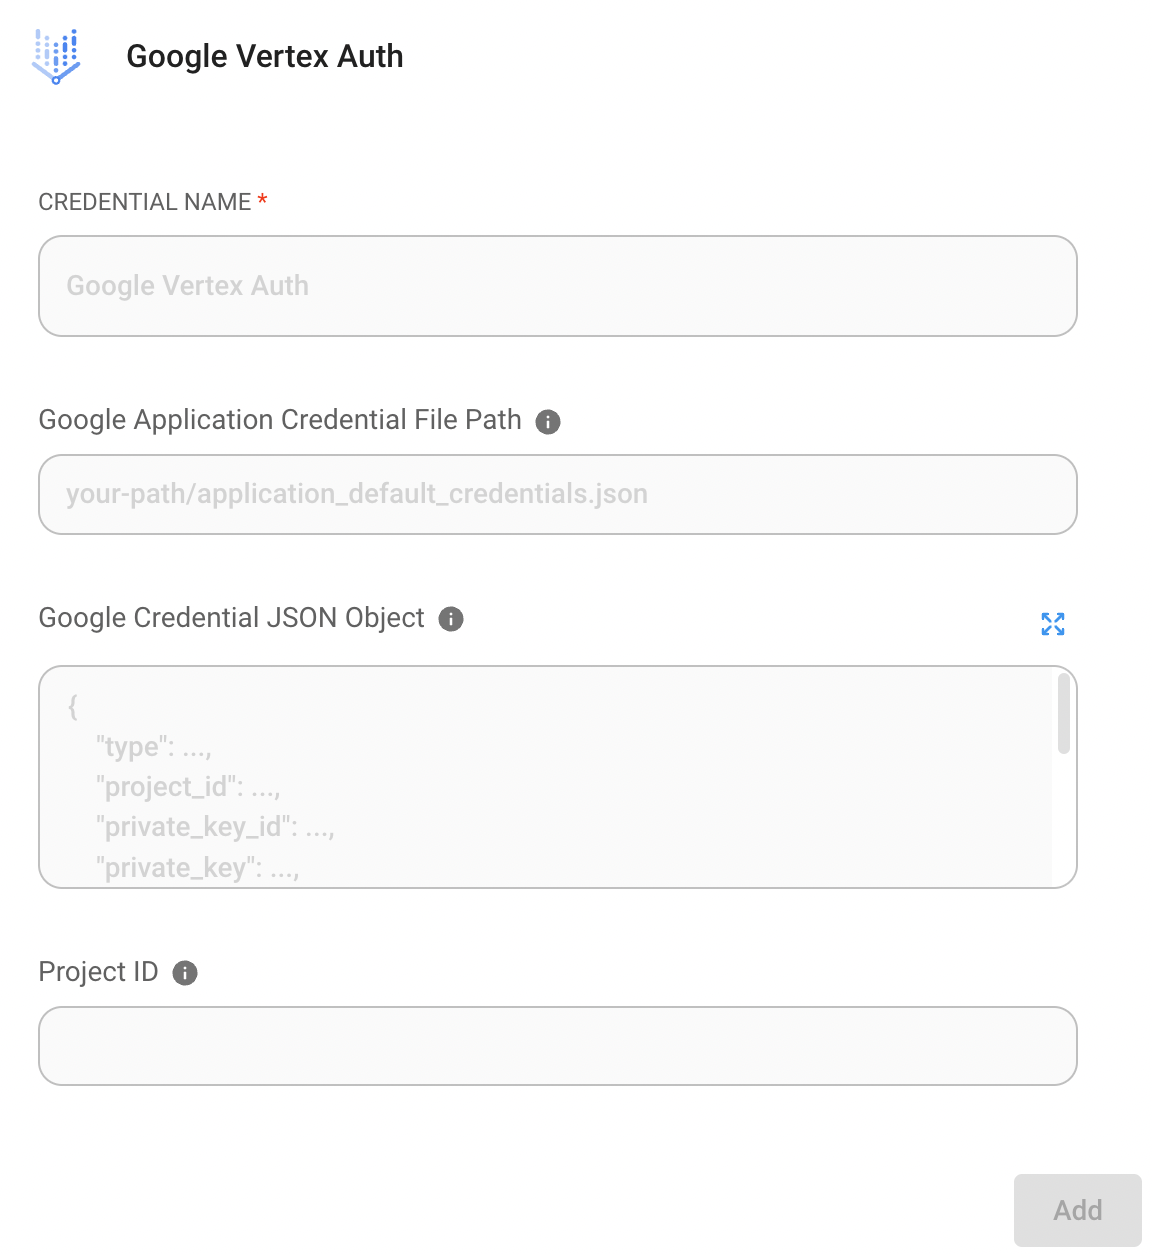 Google Vertex Auth
CREDENTIAL NAME *
Google Vertex Auth
Google Application Credential File Path
your-path/application_default_credentials.json
Google Credential JSON Object
{
"type": ...,
"project_id": ...,
"private_key_id": ...,
"private_key": ...,
Project ID
Add